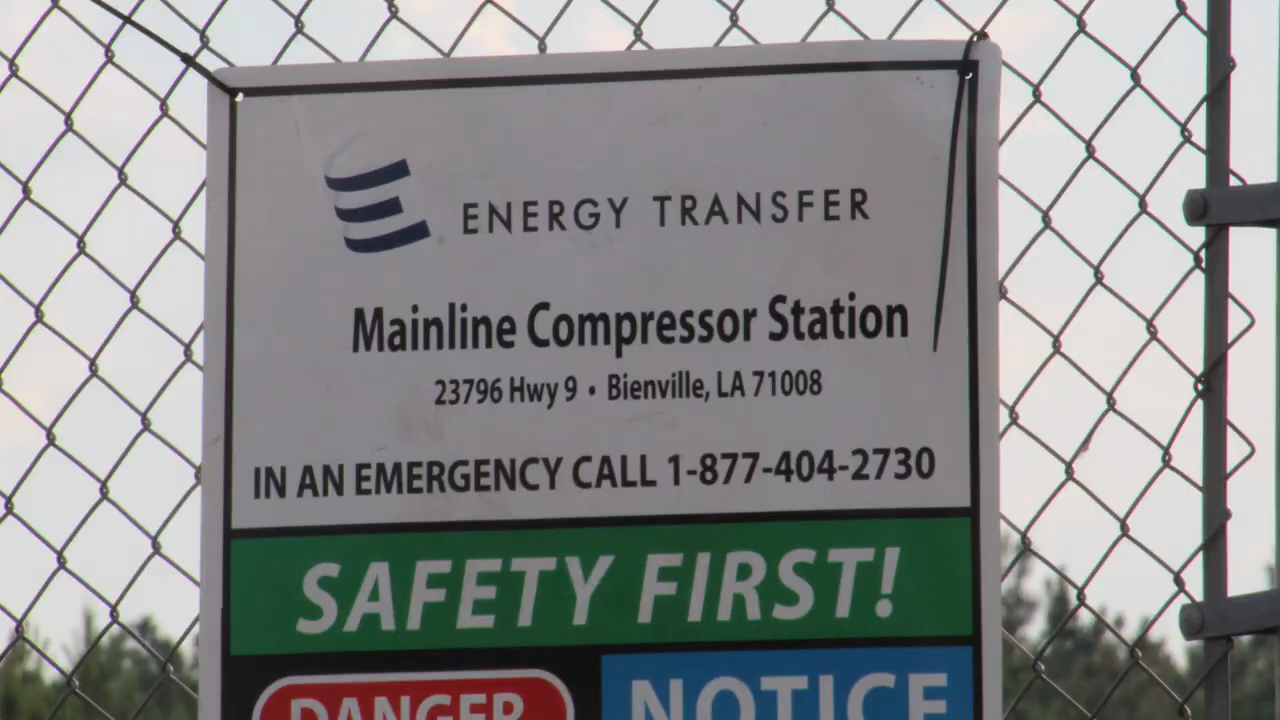 ENERGY TRANSFER
Mainline Compressor Station
23796 Hwy 9 • Bienville, LA 71008
IN AN EMERGENCY CALL 1-877-404-2730
SAFETY FIRST!
DANGER
NOTICE